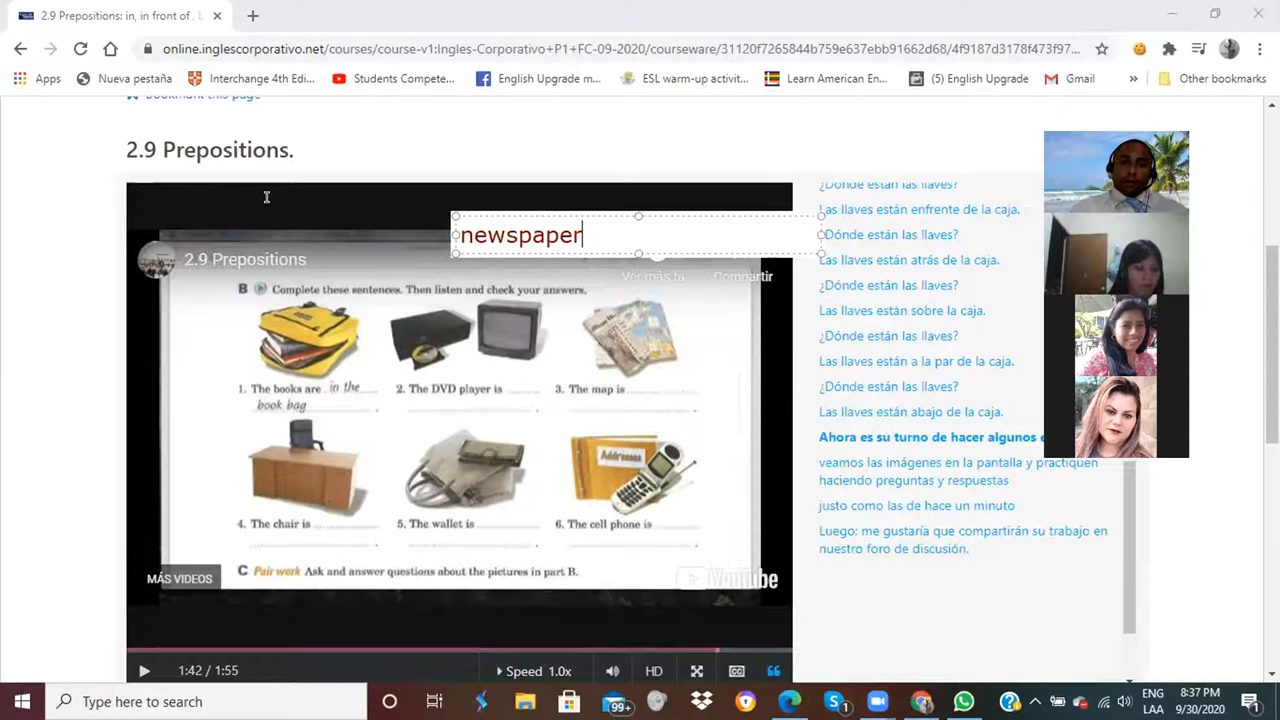 2.9 Prepositions: in, in front of ,
online.inglescorporativo.net/courses/course-v1:Ingles-Corporativo+P1+FC-09-2020/courseware/31120f7265844b759e637ebb91662d68/4f9187d3178f473f97...
Apps Nueva pestaña Interchange 4th Edi... Students Compete... English Upgrade m... ESL warm-up activit... Learn American En... (5) English Upgrade Gmail » Other bookmarks
Bookmark this page
2.9 Prepositions.
newspaper
2.9 Prepositions
Ver más ta Compartir
B Complete these sentences. Then listen and check your answers.
1. The books are in the
book bag .
2. The DVD player is
3. The map is
Addresses
4. The chair is
5. The wallet is
6. The cell phone is
C Pair work Ask and answer questions about the pictures in part B.
MÁS VIDEOS
YouTube
1:42 / 1:55 Speed 1.0x HD
¿Dónde están las llaves?
Las llaves están enfrente de la caja.
¿Dónde están las llaves?
Las llaves están atrás de la caja.
¿Dónde están las llaves?
Las llaves están sobre la caja.
¿Dónde están las llaves?
Las llaves están a la par de la caja.
¿Dónde están las llaves?
Las llaves están abajo de la caja.
Ahora es su turno de hacer algunos e
veamos las imágenes en la pantalla y practiquen
haciendo preguntas y respuestas
justo como las de hace un minuto
Luego: me gustaría que compartirán su trabajo en
nuestro foro de discusión.
Type here to search
99+
1
ENG
LAA
8:37 PM
9/30/2020
1